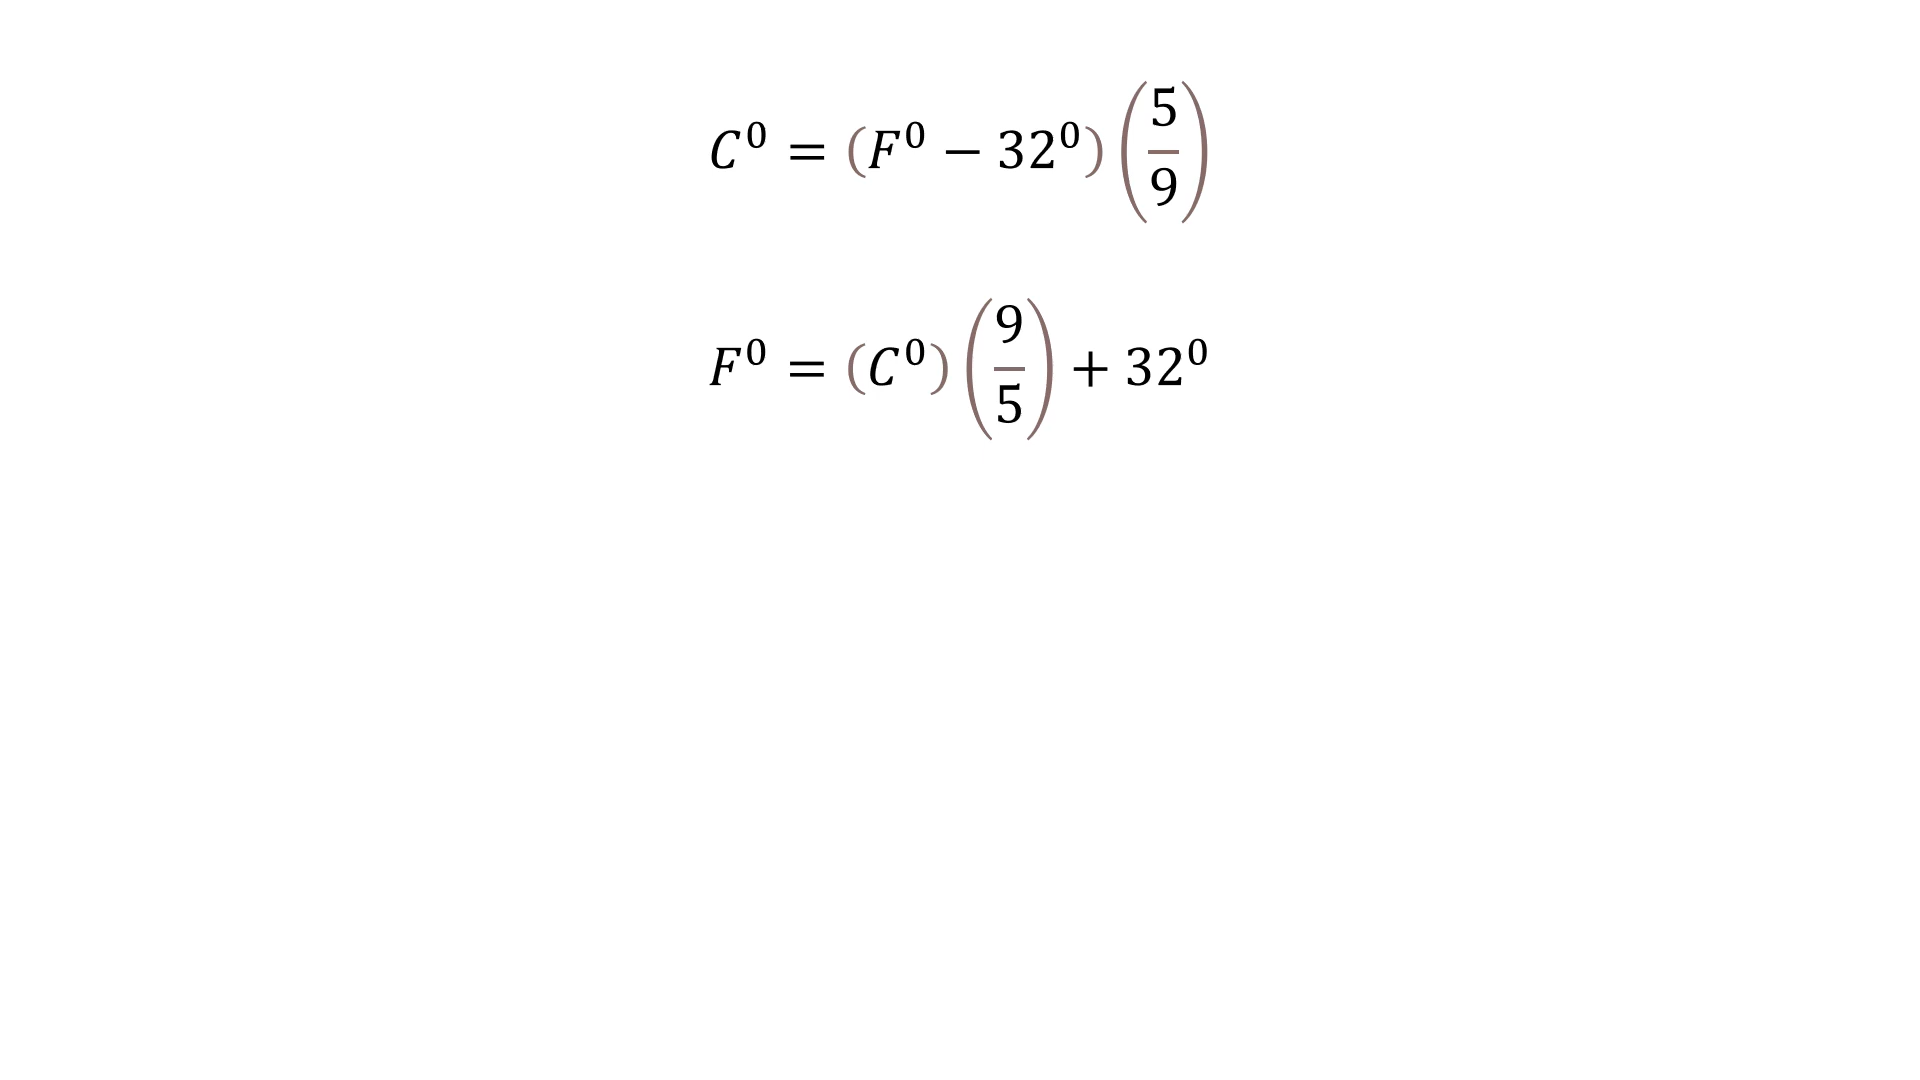 C⁰ = (F⁰ − 32⁰)(5/9)
F⁰ = (C⁰)(9/5) + 32⁰